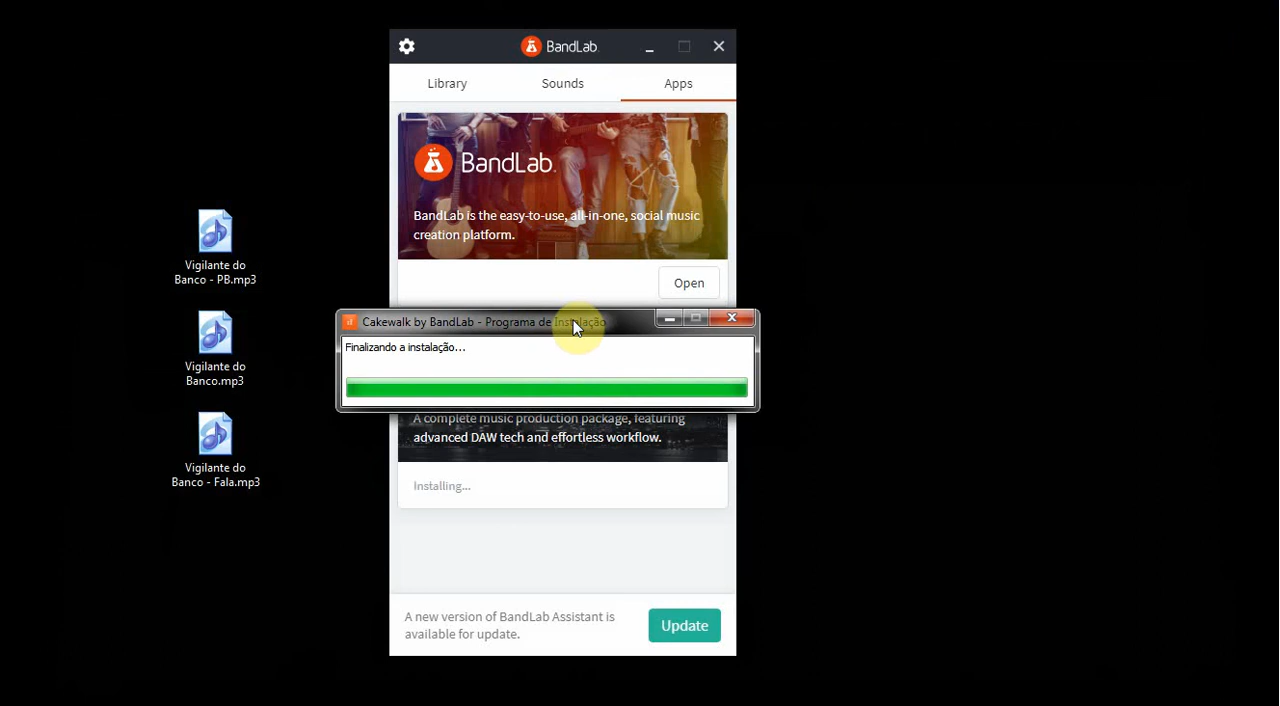 BandLab
Library
Sounds
Apps
BandLab
BandLab is the easy-to-use, all-in-one, social music
creation platform.
Open
Vigilante do
Banco - PB.mp3
Vigilante do
Banco.mp3
Vigilante do
Banco - Fala.mp3
Cakewalk by BandLab - Programa de Instalação
Finalizando a instalação...
A complete music production package, featuring
advanced DAW tech and effortless workflow.
Installing...
A new version of BandLab Assistant is
available for update.
Update